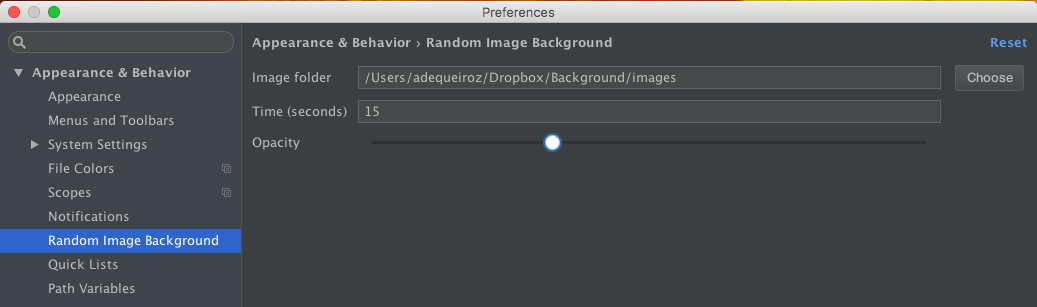 Preferences
Appearance & Behavior › Random Image Background
Reset
Appearance & Behavior
Appearance
Menus and Toolbars
System Settings
File Colors
Scopes
Notifications
Random Image Background
Quick Lists
Path Variables
Image folder /Users/adequeiroz/Dropbox/Background/images Choose
Time (seconds) 15
Opacity